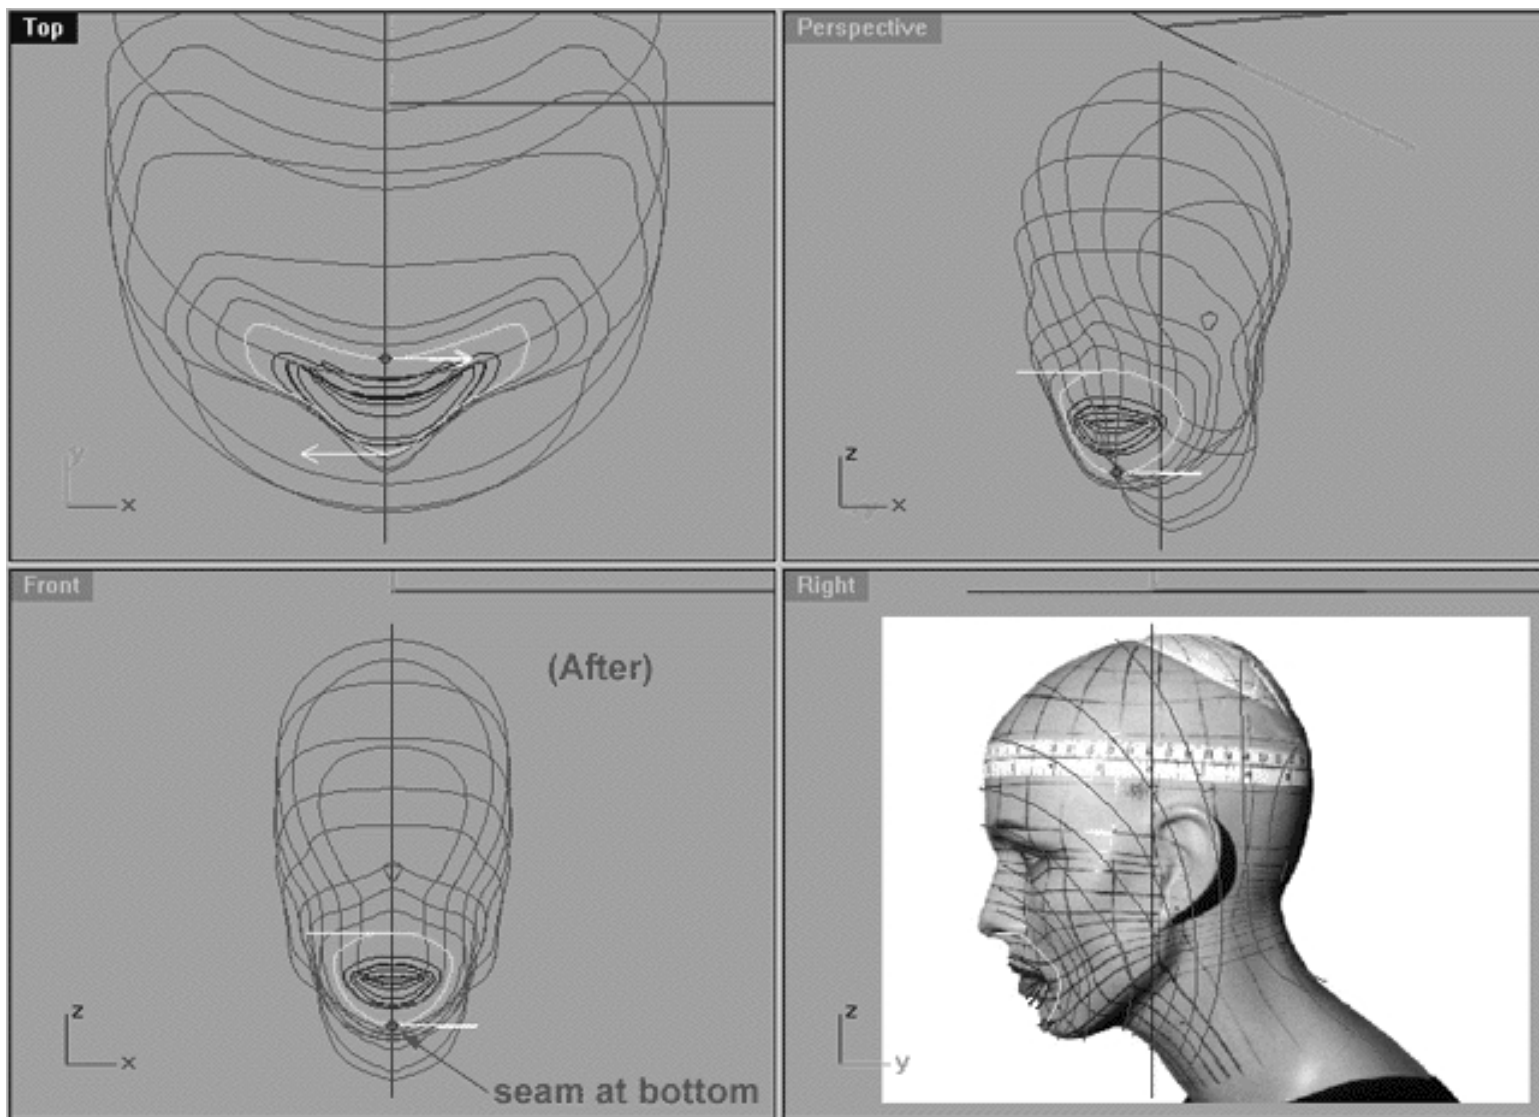 Top
Perspective
y
x
z
x
Front
Right
(After)
z
x
z
y
seam at bottom